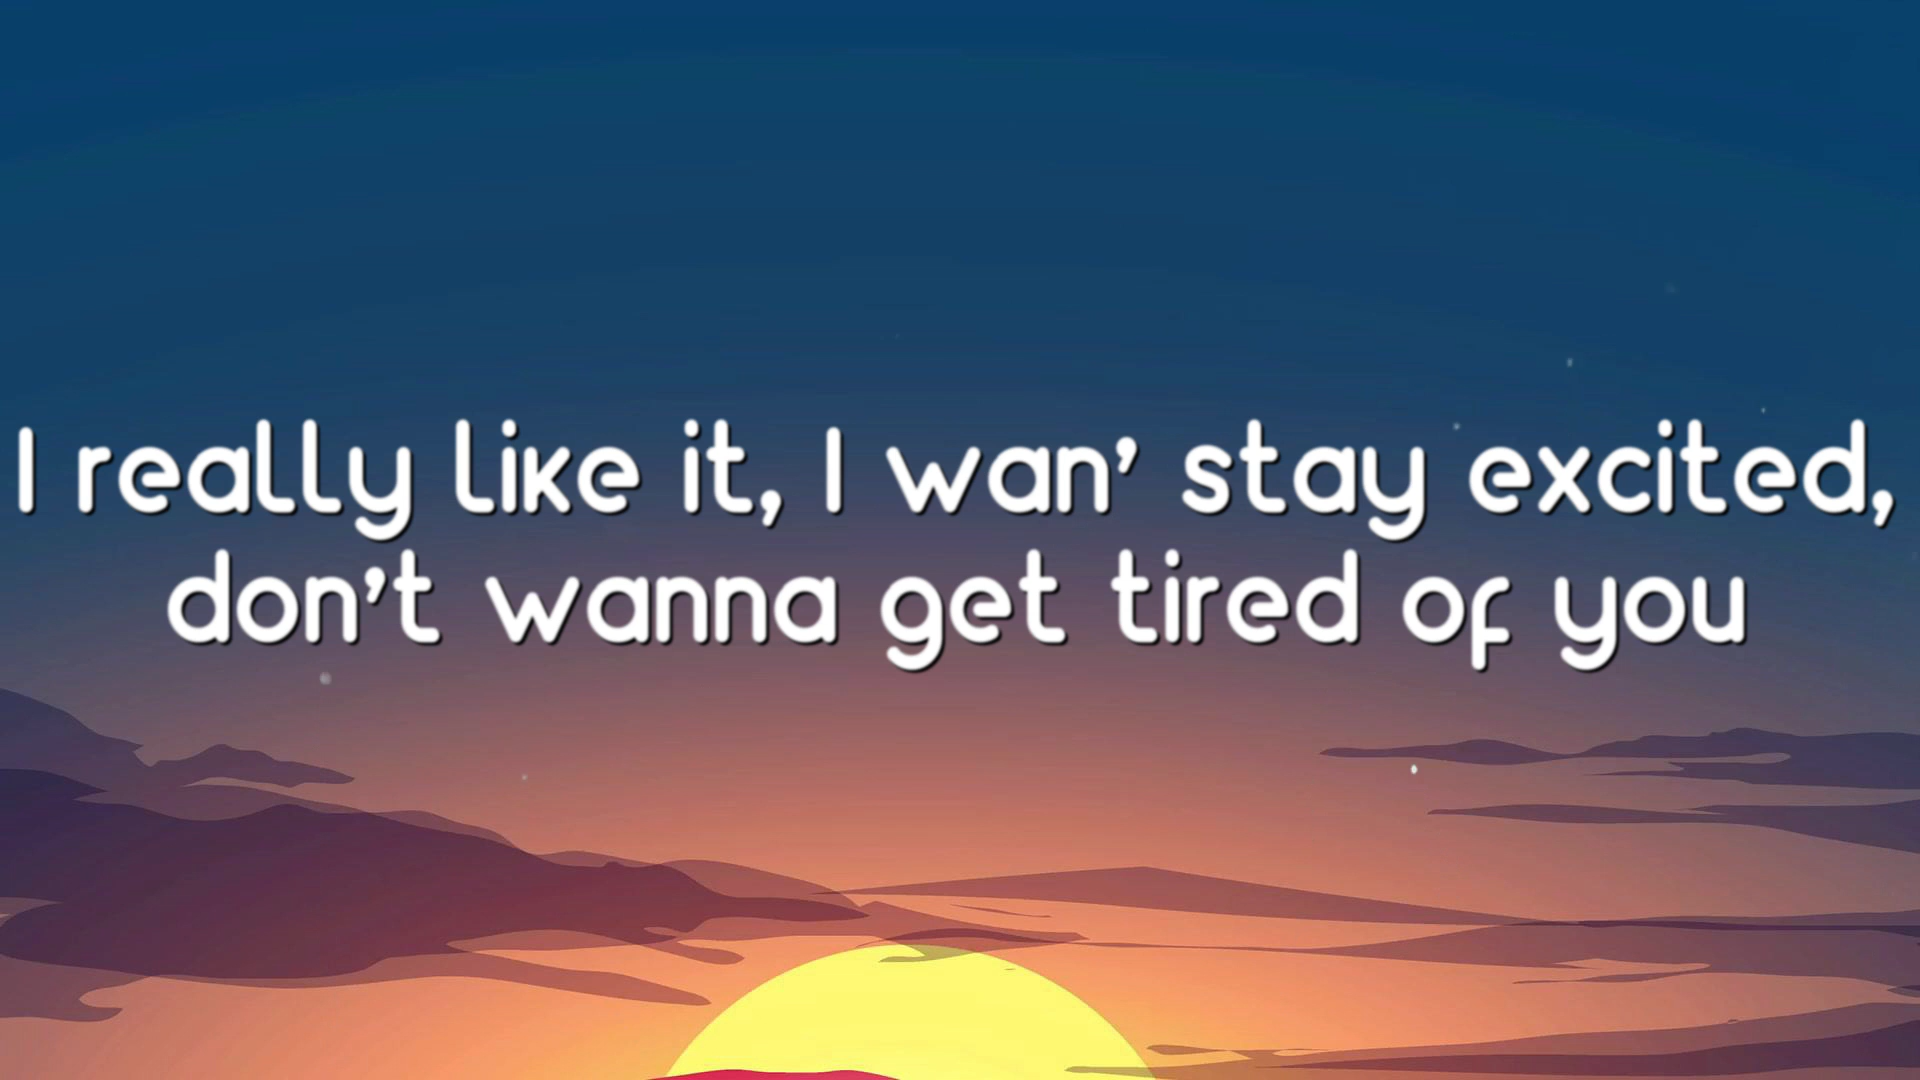 I really like it, I wan' stay excited,
don't wanna get tired of you